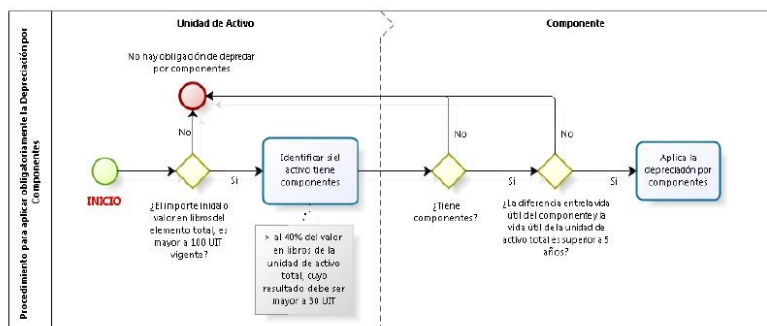 Procedimiento para aplicar obligatoriamente la Depreciación por
Componentes
Unidad de Activo
Componente
No hay obligación de depreciar
por componentes
No
No
No
INICIO
Si
Identificar si el
activo tiene
componentes
Si
Si
Aplica la
depreciación por
componentes
¿El importe inicial o
valor en libros del
elemento total, es
mayor a 100 UIT
vigente?
¿Tiene
componentes?
¿La diferencia entre la vida
útil del componente y la
vida útil de la unidad de
activo total es superior a 5
años?
> al 40% del valor
en libros de la
unidad de activo
total, cuyo
resultado debe ser
mayor a 30 UIT